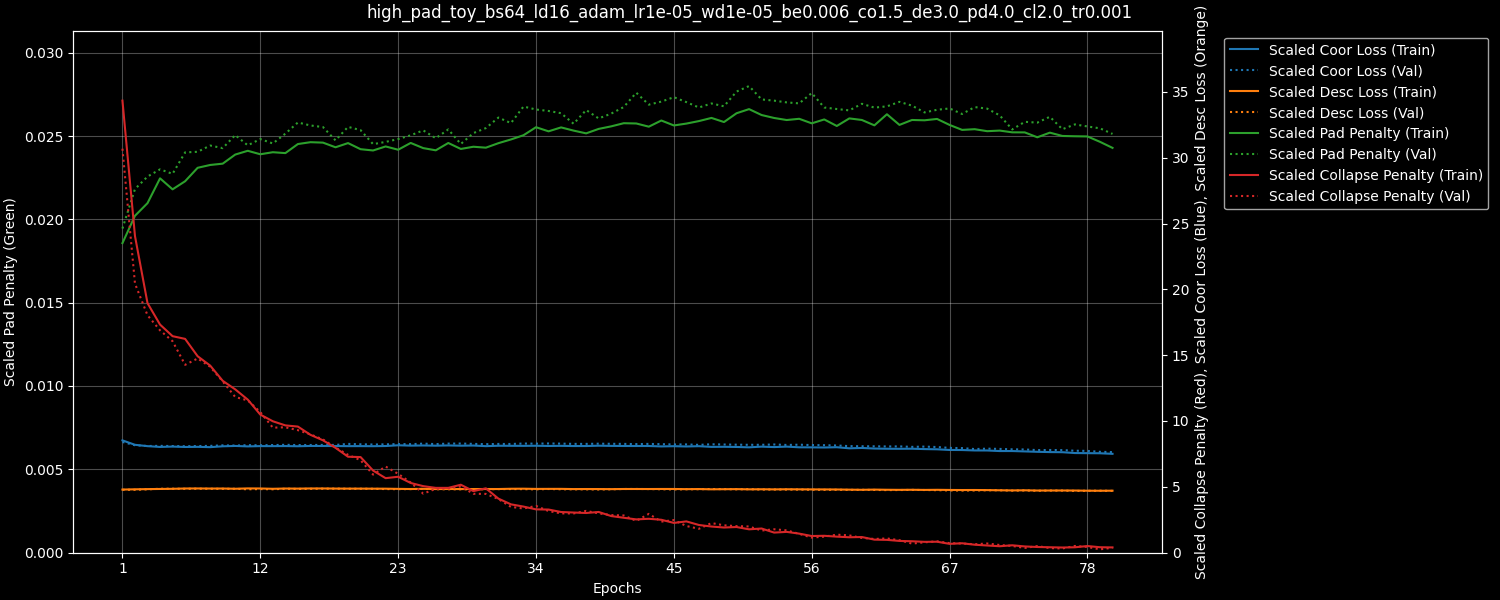 high_pad_toy_bs64_ld16_adam_lr1e-05_wd1e-05_be0.006_co1.5_de3.0_pd4.0_cl2.0_tr0.001
Scaled Pad Penalty (Green)
0.030
0.025
0.020
0.015
0.010
0.005
0.000
1
12
23
34
45
56
67
78
Epochs
35
30
25
20
15
10
5
0
Scaled Collapse Penalty (Red), Scaled Coor Loss (Blue), Scaled Desc Loss (Orange)
Scaled Coor Loss (Train)
Scaled Coor Loss (Val)
Scaled Desc Loss (Train)
Scaled Desc Loss (Val)
Scaled Pad Penalty (Train)
Scaled Pad Penalty (Val)
Scaled Collapse Penalty (Train)
Scaled Collapse Penalty (Val)